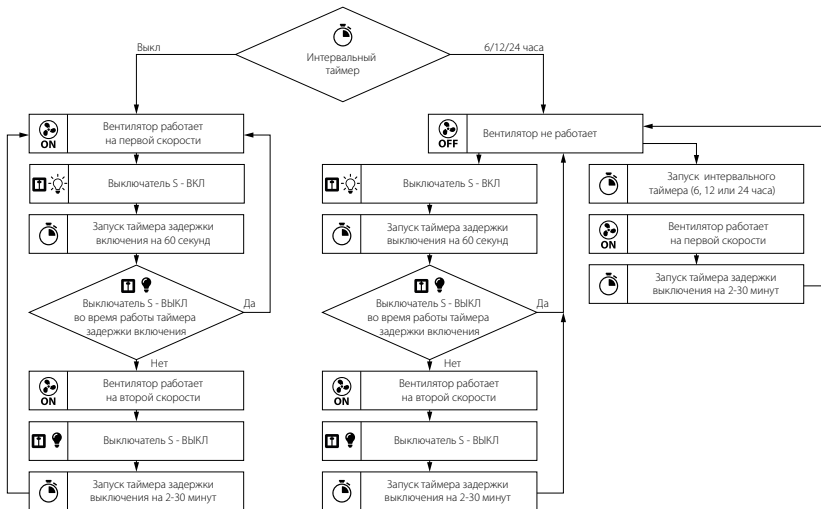 Интервальный
таймер
Выкл
6/12/24 часа
ON
Вентилятор работает
на первой скорости
Выключатель S - ВКЛ
Запуск таймера задержки
включения на 60 секунд
Выключатель S - ВЫКЛ
во время работы таймера
задержки включения
Да
Нет
ON
Вентилятор работает
на второй скорости
Выключатель S - ВЫКЛ
Запуск таймера задержки
выключения на 2-30 минут
OFF
Вентилятор не работает
Выключатель S - ВКЛ
Запуск таймера задержки
выключения на 60 секунд
Выключатель S - ВЫКЛ
во время работы таймера
задержки включения
Да
Нет
ON
Вентилятор работает
на второй скорости
Выключатель S - ВЫКЛ
Запуск таймера задержки
выключения на 2-30 минут
Запуск интервального
таймера (6, 12 или 24 часа)
ON
Вентилятор работает
на первой скорости
Запуск таймера задержки
выключения на 2-30 минут